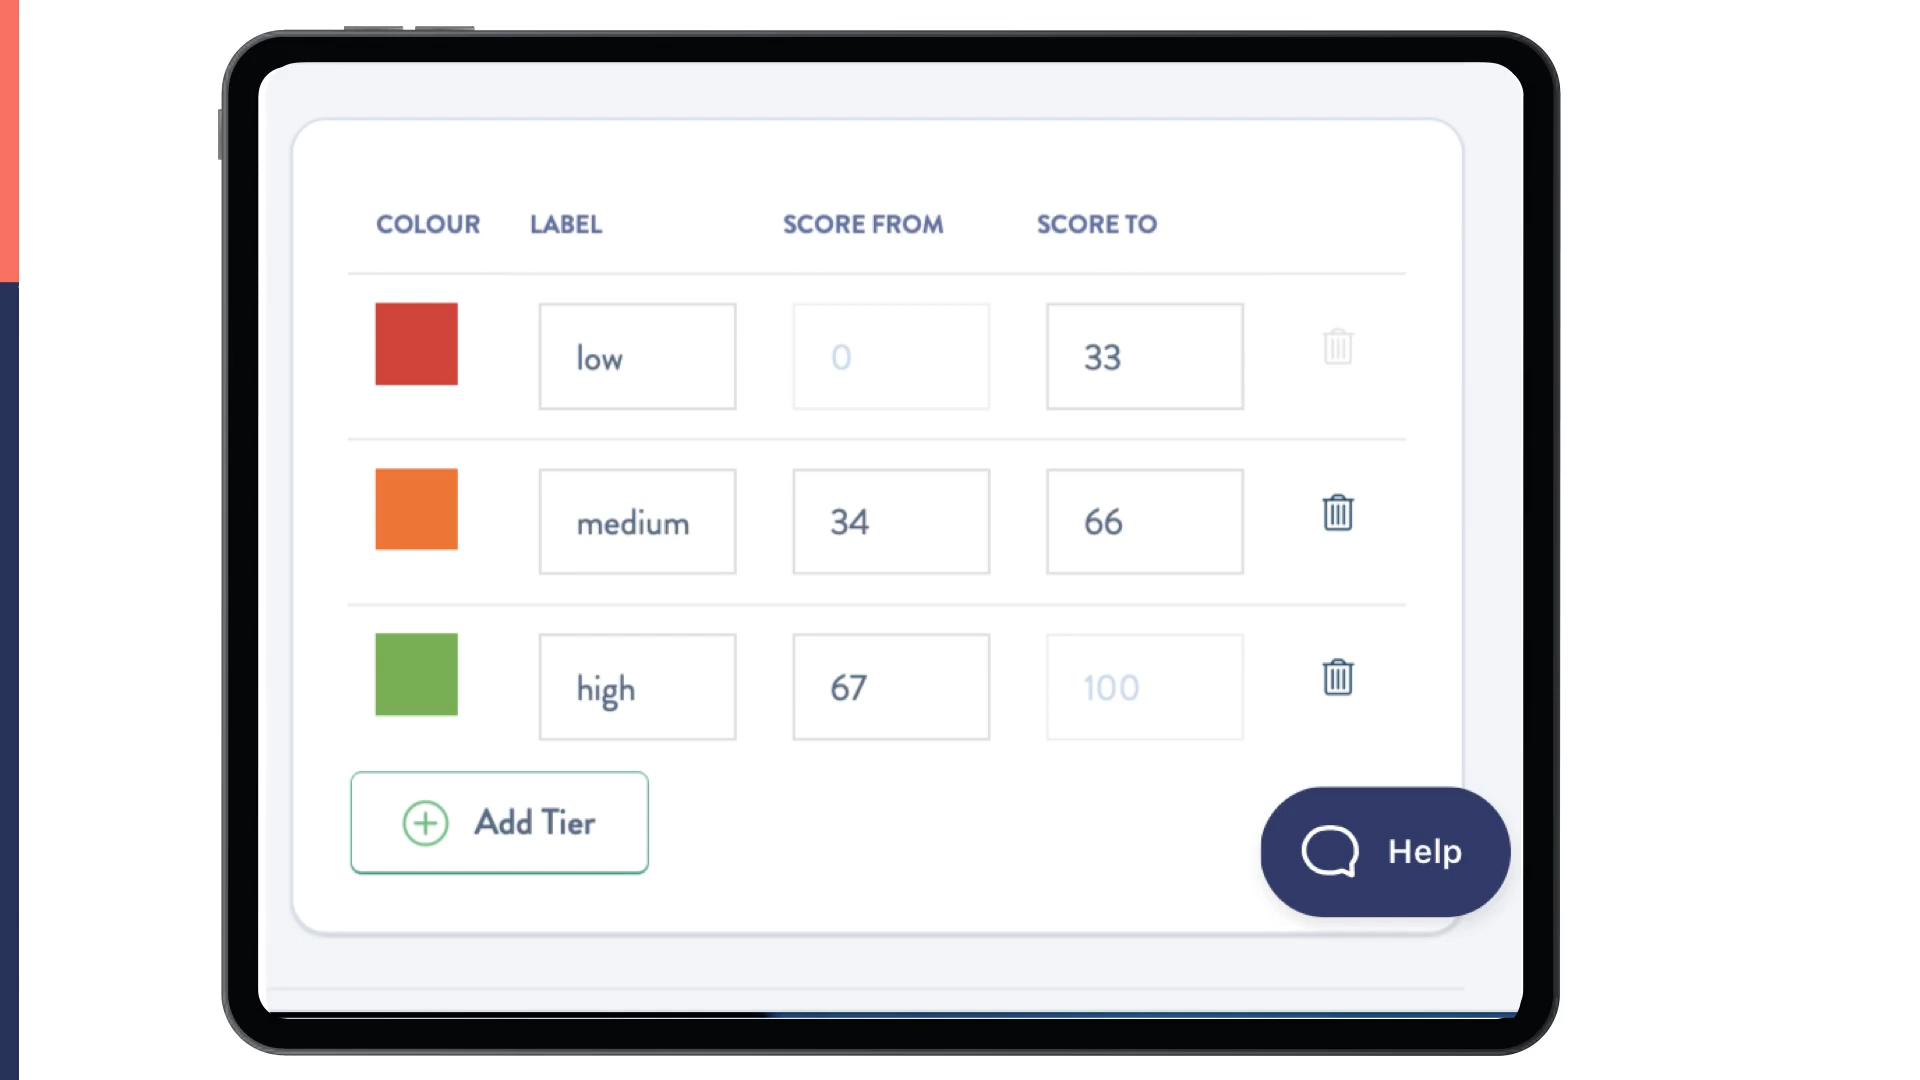 COLOUR LABEL SCORE FROM SCORE TO
low 0 33
medium 34 66
high 67 100
Add Tier
Help